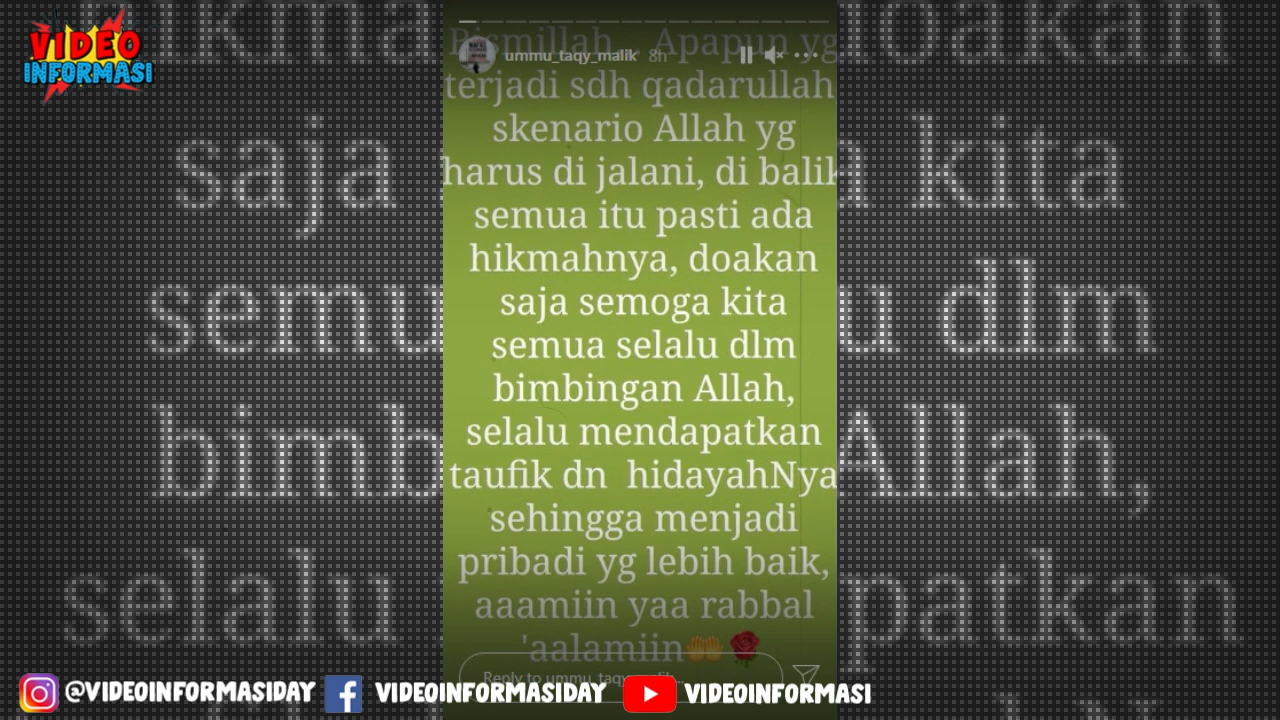 VIDEO
INFORMASI
Bismillah... Apapun yg
ummu_taqy_malik 8h
terjadi sdh qadarullah
skenario Allah yg
harus di jalani, di balik
semua itu pasti ada
hikmahnya, doakan
saja semoga kita
semua selalu dlm
bimbingan Allah,
selalu mendapatkan
taufik dn hidayahNya
sehingga menjadi
pribadi yg lebih baik,
aaamiin yaa rabbal
'aalamiin🤲🌹
Reply to ummu_taqy_malik...
@VIDEOINFORMASIDAY VIDEOINFORMASIDAY VIDEOINFORMASI